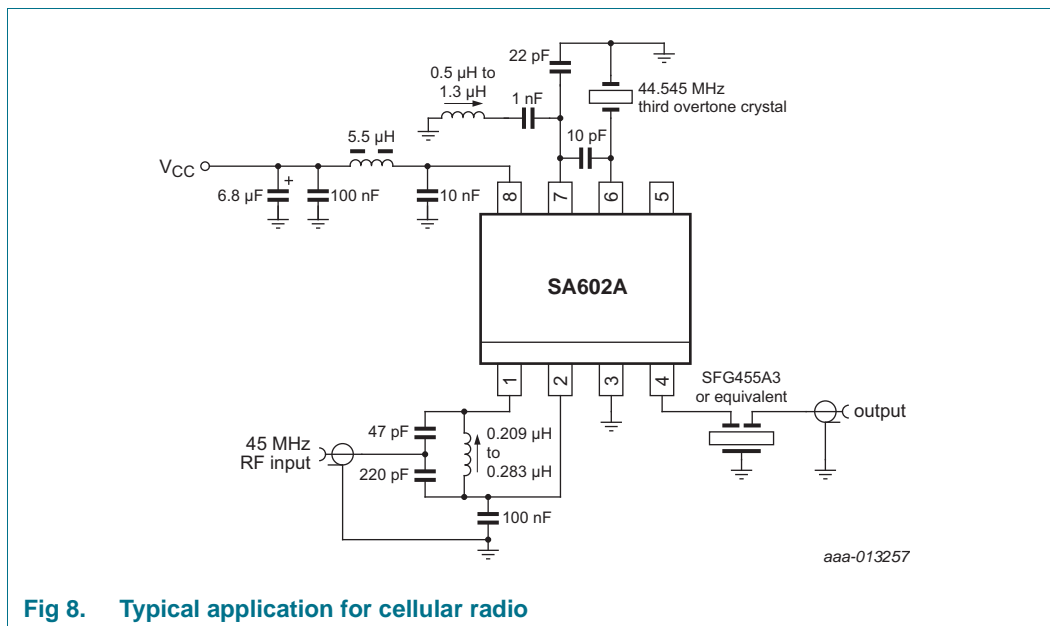 22 pF
0.5 µH to
1.3 µH
1 nF
44.545 MHz
third overtone crystal
10 pF
5.5 µH
VCC
+
6.8 µF
100 nF
10 nF
8
7
6
5
SA602A
1
2
3
4
SFG455A3
or equivalent
output
47 pF
0.209 µH
to
0.283 µH
45 MHz
RF input
220 pF
100 nF
aaa-013257
Fig 8. Typical application for cellular radio